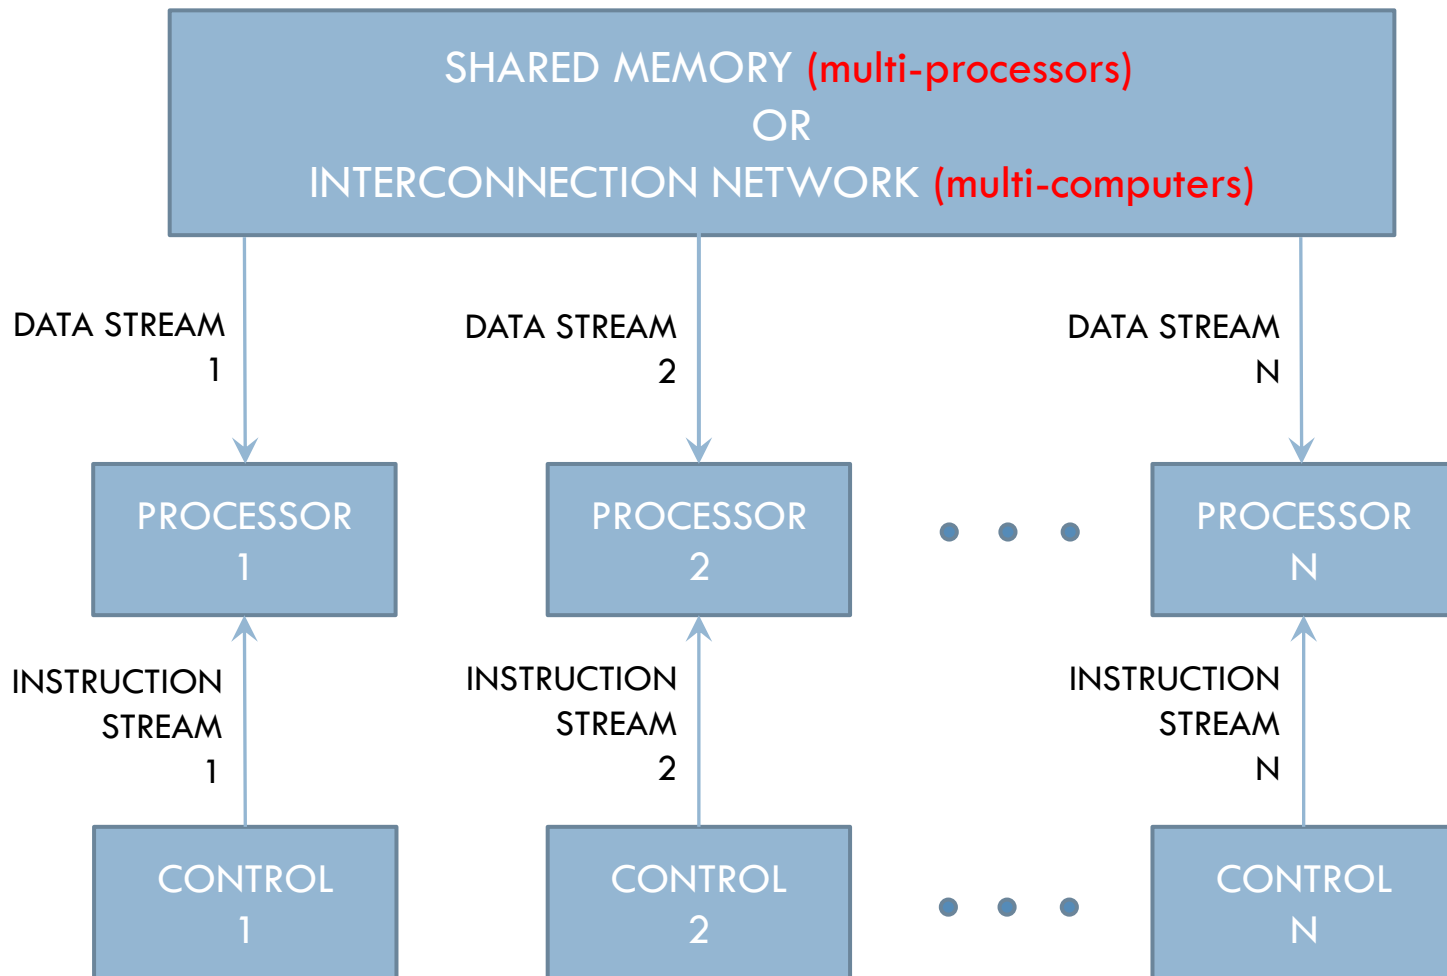 SHARED MEMORY (multi-processors)
OR
INTERCONNECTION NETWORK (multi-computers)
DATA STREAM
1
DATA STREAM
2
DATA STREAM
N
PROCESSOR
1
PROCESSOR
2
PROCESSOR
N
INSTRUCTION
STREAM
1
INSTRUCTION
STREAM
2
INSTRUCTION
STREAM
N
CONTROL
1
CONTROL
2
CONTROL
N